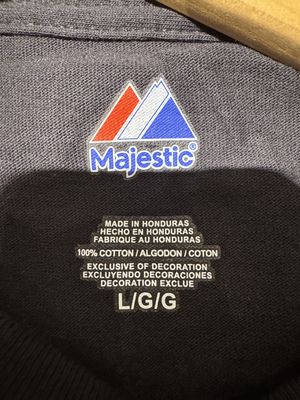 Majestic®
MADE IN HONDURAS
HECHO EN HONDURAS
FABRIQUE AU HONDURAS
100% COTTON / ALGODON / COTON
EXCLUSIVE OF DECORATION
EXCLUYENDO DECORACIONES
DECORATION EXCLUE
L/G/G